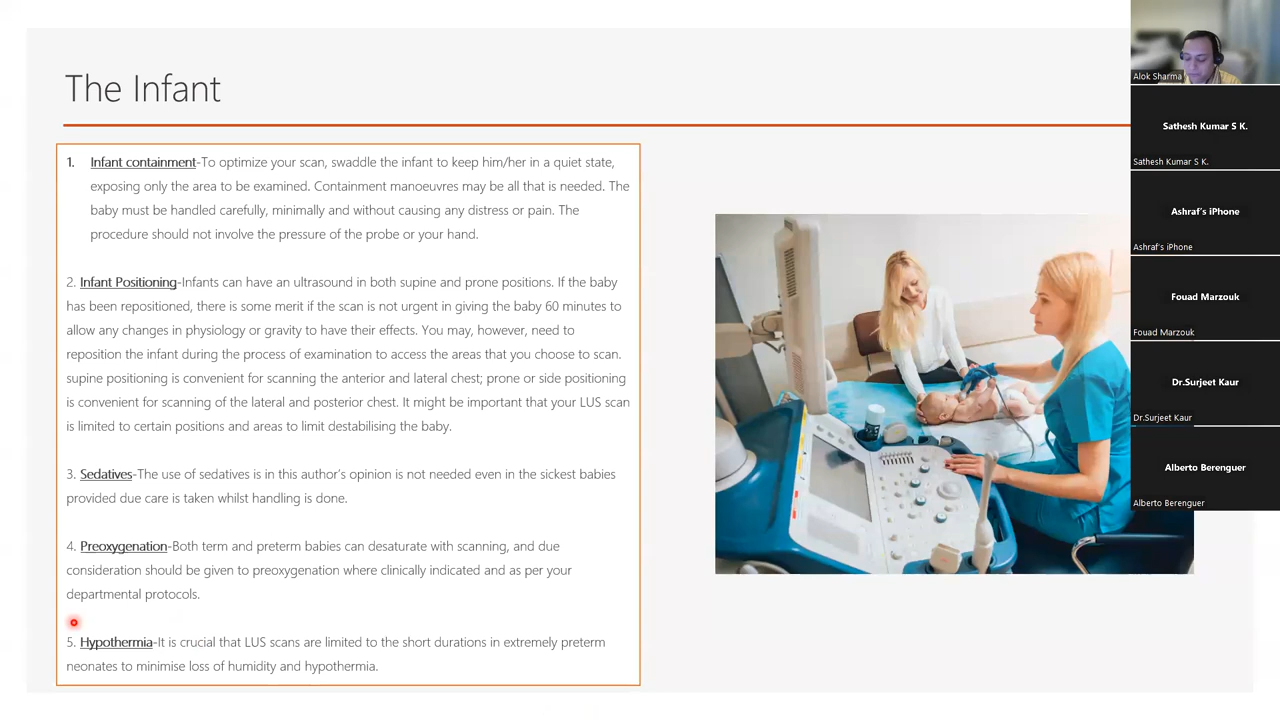 The Infant
1. Infant containment-To optimize your scan, swaddle the infant to keep him/her in a quiet state,
exposing only the area to be examined. Containment manoeuvres may be all that is needed. The
baby must be handled carefully, minimally and without causing any distress or pain. The
procedure should not involve the pressure of the probe or your hand.
2. Infant Positioning-Infants can have an ultrasound in both supine and prone positions. If the baby
has been repositioned, there is some merit if the scan is not urgent in giving the baby 60 minutes to
allow any changes in physiology or gravity to have their effects. You may, however, need to
reposition the infant during the process of examination to access the areas that you choose to scan.
supine positioning is convenient for scanning the anterior and lateral chest; prone or side positioning
is convenient for scanning of the lateral and posterior chest. It might be important that your LUS scan
is limited to certain positions and areas to limit destabilising the baby.
3. Sedatives-The use of sedatives is in this author's opinion is not needed even in the sickest babies
provided due care is taken whilst handling is done.
4. Preoxygenation-Both term and preterm babies can desaturate with scanning, and due
consideration should be given to preoxygenation where clinically indicated and as per your
departmental protocols.
5. Hypothermia-It is crucial that LUS scans are limited to the short durations in extremely preterm
neonates to minimise loss of humidity and hypothermia.
Alok Sharma
Sathesh Kumar S K.
Sathesh Kumar S K.
Ashraf's iPhone
Ashraf's iPhone
Fouad Marzouk
Fouad Marzouk
Dr.Surjeet Kaur
Dr.Surjeet Kaur
Alberto Berenguer
Alberto Berenguer